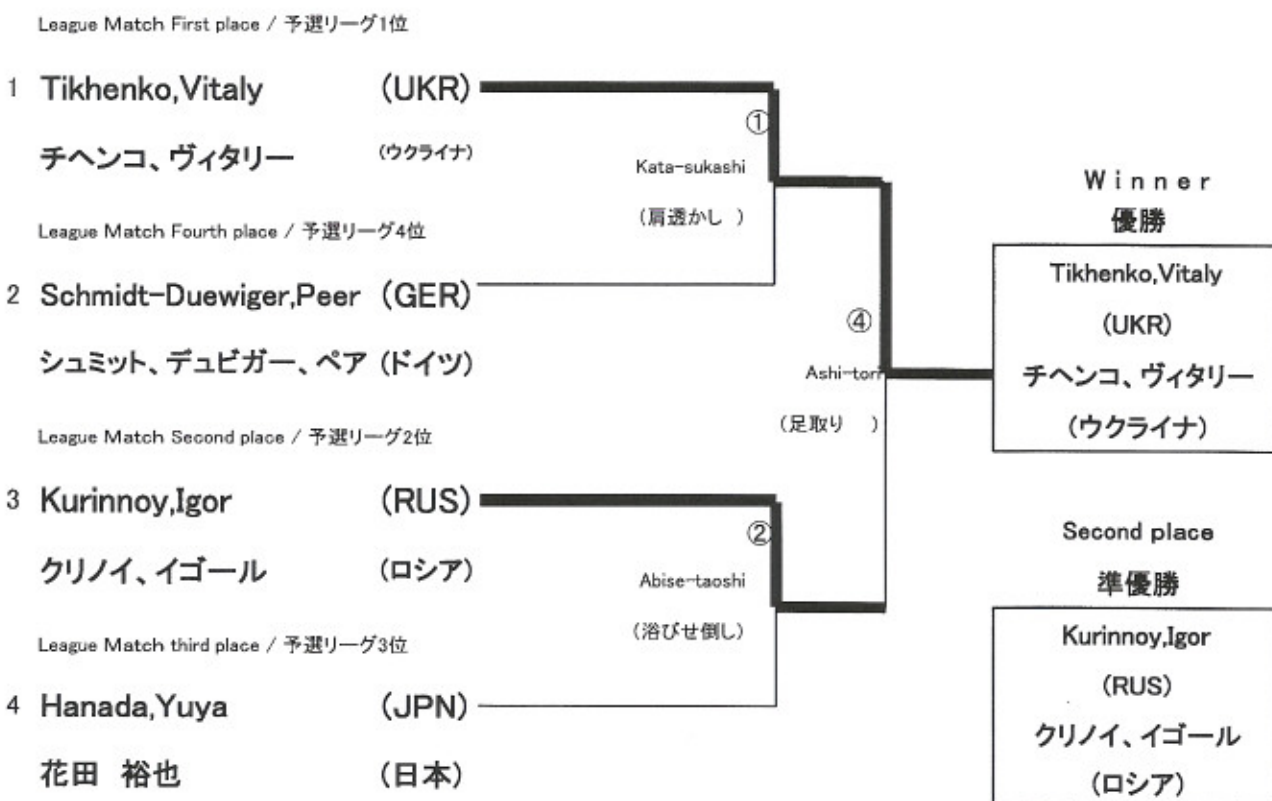 League Match First place / 予選リーグ1位
1 Tikhenko,Vitaly (UKR)
チヘンコ、ヴィタリー (ウクライナ)
①
Kata-sukashi
(肩透かし )
League Match Fourth place / 予選リーグ4位
2 Schmidt-Duewiger,Peer (GER)
シュミット、デュビガー、ペア (ドイツ)
League Match Second place / 予選リーグ2位
3 Kurinnoy,Igor (RUS)
クリノイ、イゴール (ロシア)
②
Abise-taoshi
(浴びせ倒し)
League Match third place / 予選リーグ3位
4 Hanada,Yuya (JPN)
花田 裕也 (日本)
④
Ashi-tori
(足取り )
Winner
優勝
Tikhenko,Vitaly
(UKR)
チヘンコ、ヴィタリー
(ウクライナ)
Second place
準優勝
Kurinnoy,Igor
(RUS)
クリノイ、イゴール
(ロシア)